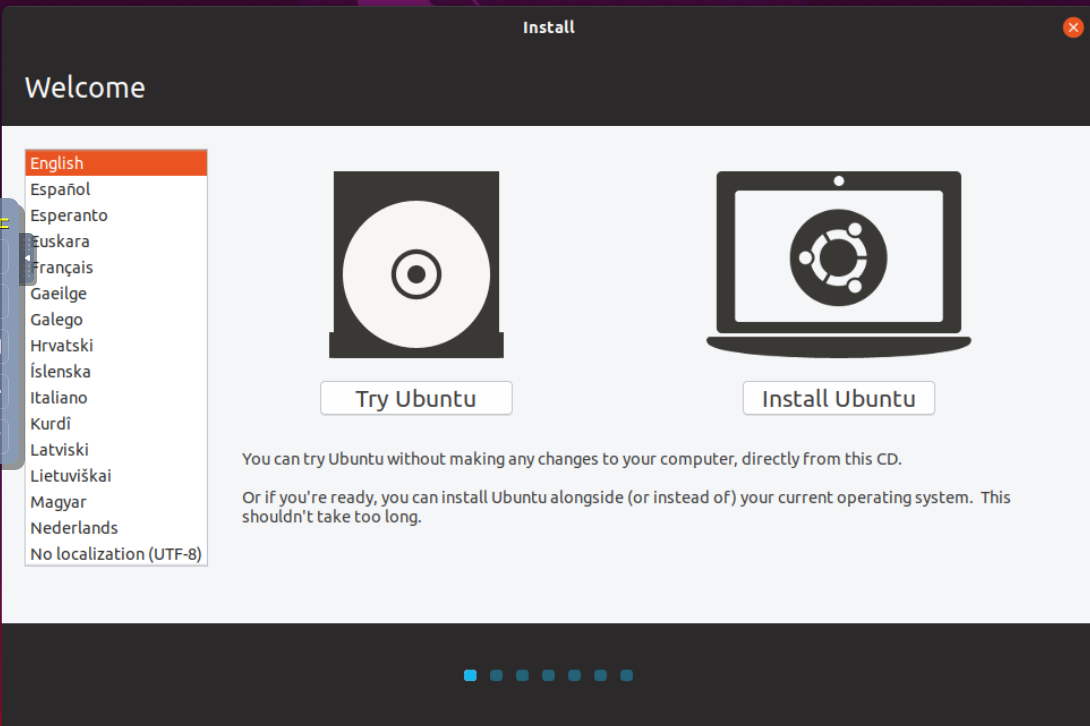 Install
Welcome
English
Español
Esperanto
Euskara
Français
Gaeilge
Galego
Hrvatski
Íslenska
Italiano
Kurdî
Latviski
Lietuviškai
Magyar
Nederlands
No localization (UTF-8)
Try Ubuntu
Install Ubuntu
You can try Ubuntu without making any changes to your computer, directly from this CD.
Or if you're ready, you can install Ubuntu alongside (or instead of) your current operating system. This
shouldn't take too long.